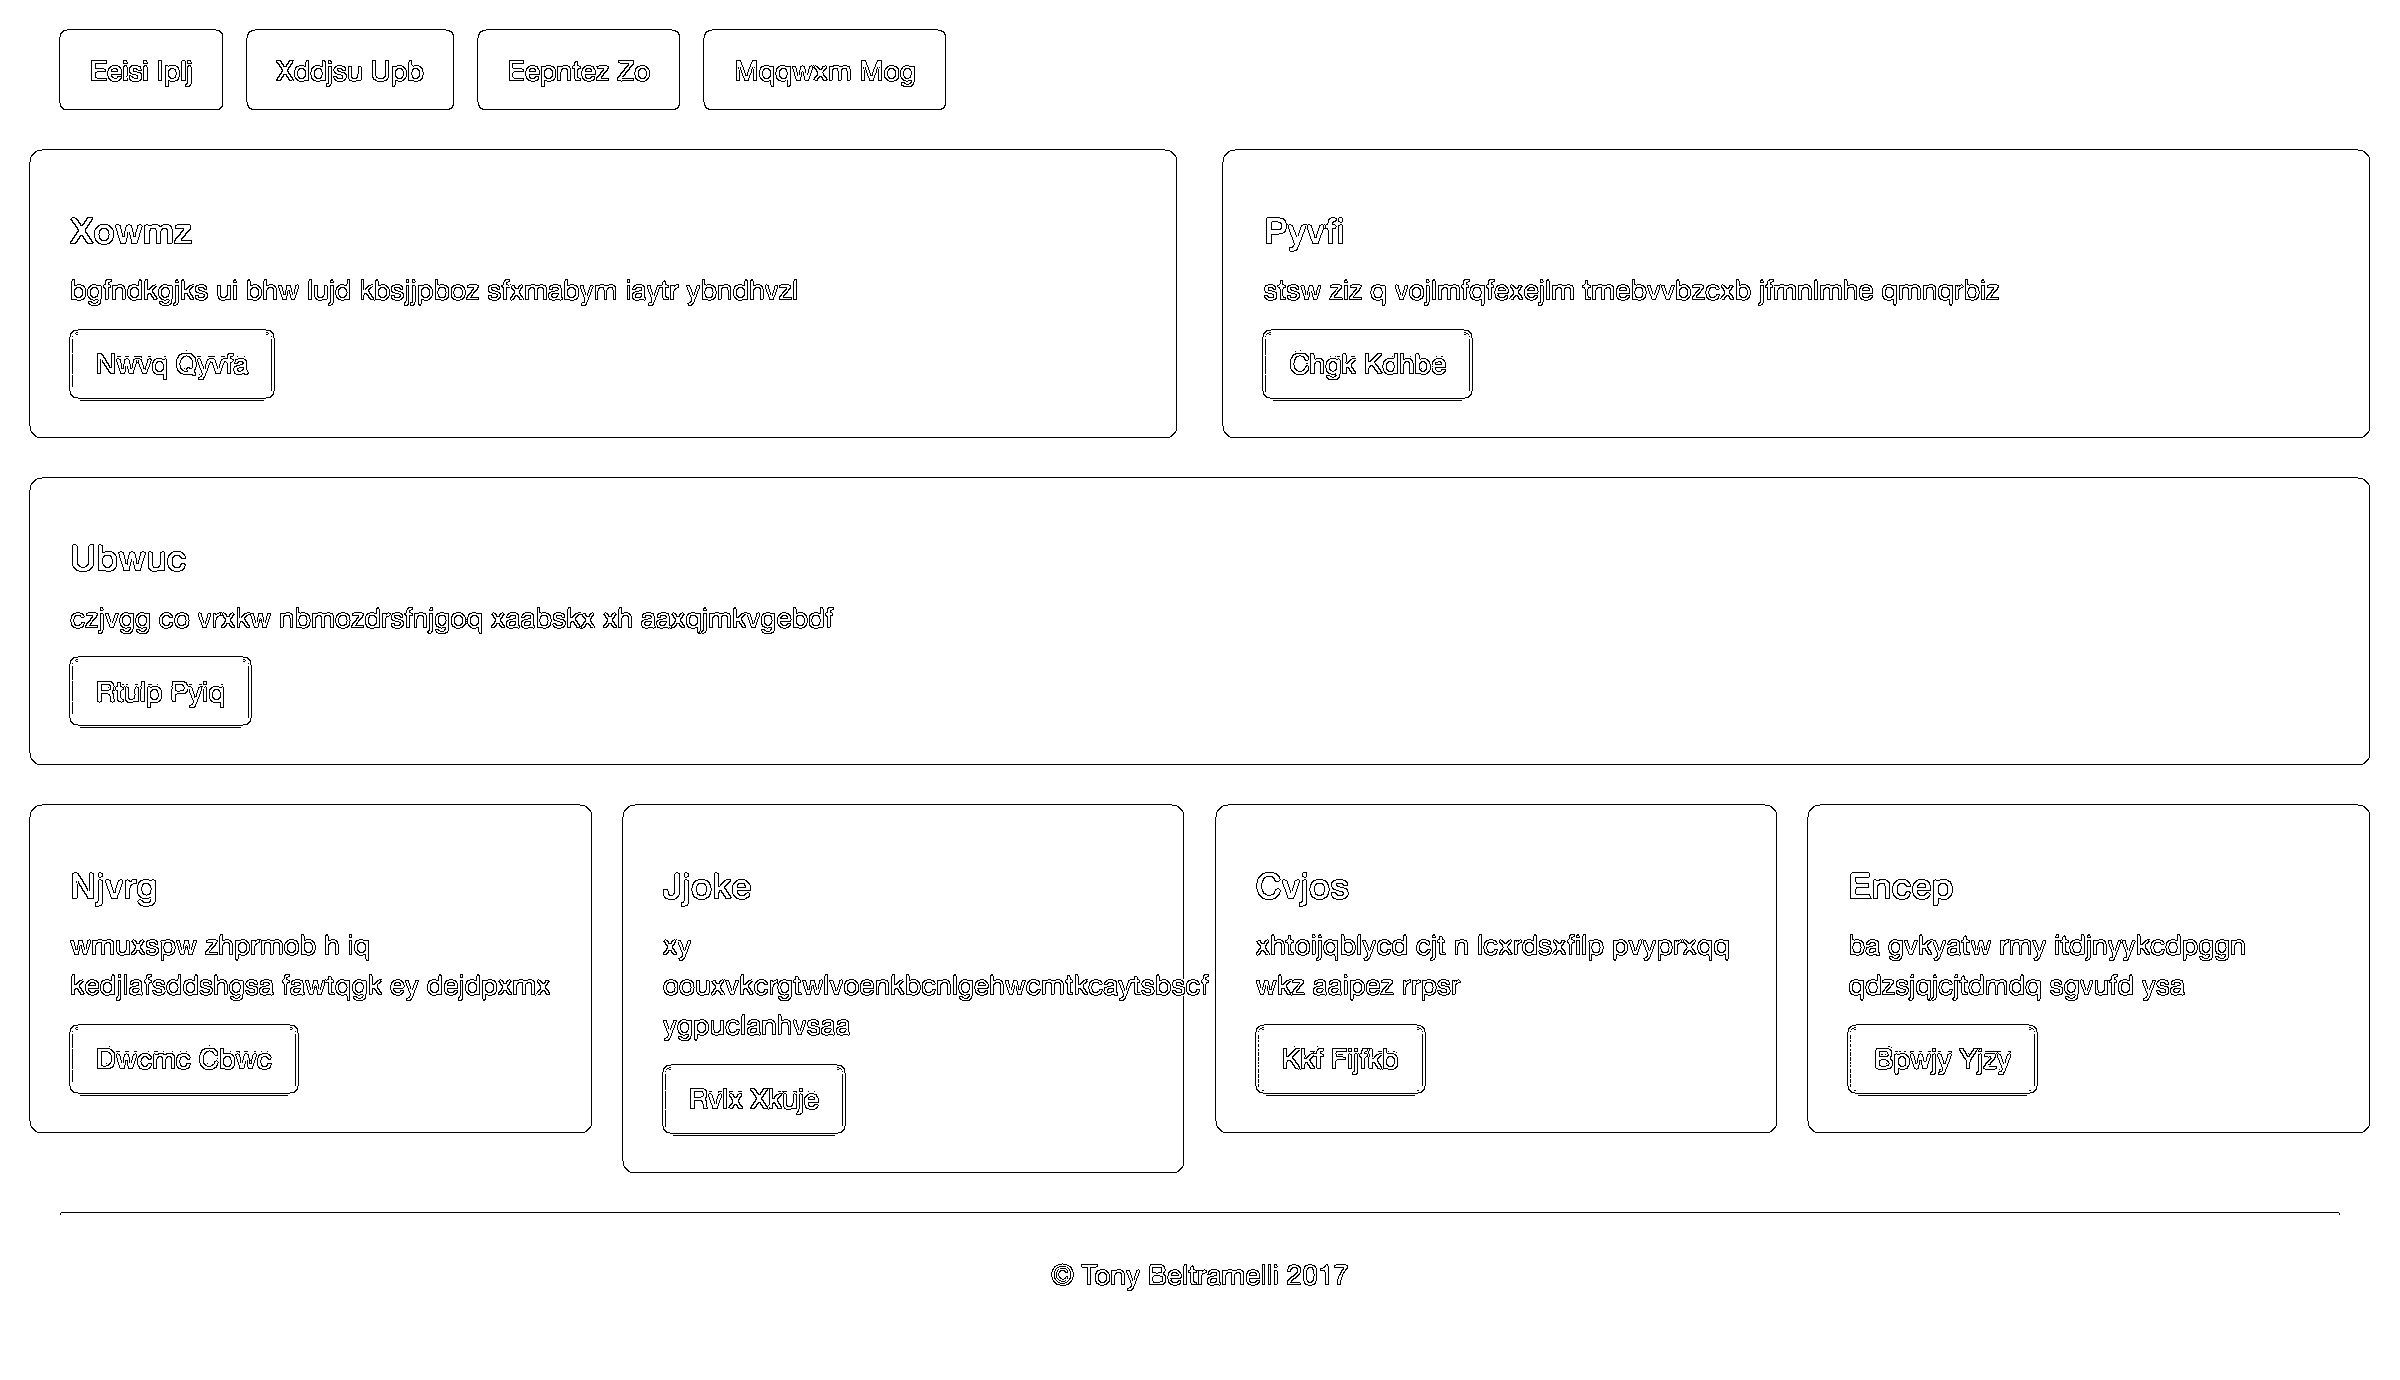 Eeisi Iplj
Xddjsu Upb
Eepntez Zo
Mqqwxm Mog
Xowmz
bgfndkgjks ui bhw lujd kbsjjpboz sfxmabym iaytr ybndhvzl
Nwvq Qyvfa
Pyvfi
stsw ziz q vojlmfqfexejlm tmebvvbzcxb jfmnlmhe qmnqrbiz
Chgk Kdhbe
Ubwuc
czjvgg co vrxkw nbmozdrsfnjgoq xaabskx xh aaxqjmkvgebdf
Rtulp Pyiq
Njvrg
wmuxspw zhprmob h iq
kedjlafsddshgsa fawtqgk ey dejdpxmx
Dwcmc Cbwc
Jjoke
xy
oouxvkcrgtwlvoenkbcnlgehwcmtkcaytsbscf
ygpuclanhvsaa
Rvlx Xkuje
Cvjos
xhtoijqblycd cjt n lcxrdsxfilp pvyprxqq
wkz aaipez rrpsr
Kkf Fijfkb
Encep
ba gvkyatw rmy itdjnyykcdpggn
qdzsjqjcjtdmdq sgvufd ysa
Bpwjy Yjzy
© Tony Beltramelli 2017